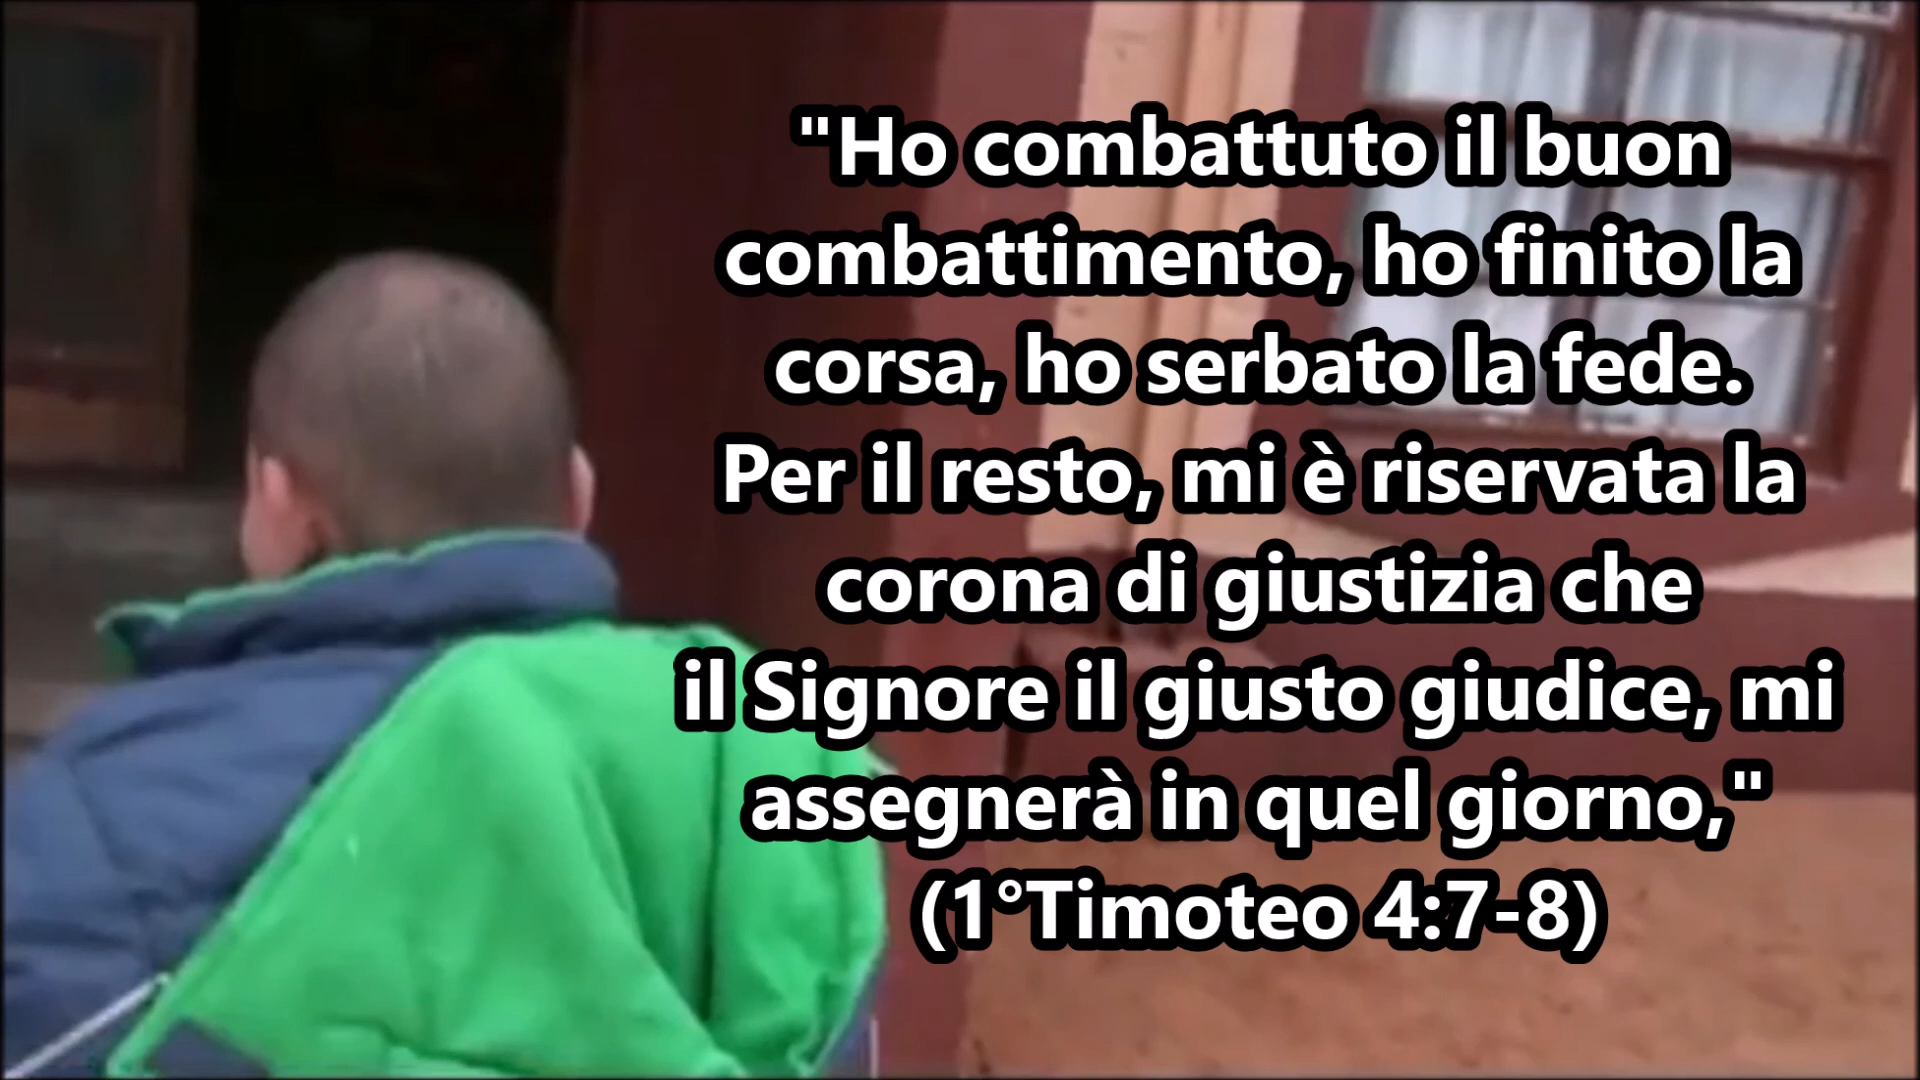 "Ho combattuto il buon
combattimento, ho finito la
corsa, ho serbato la fede.
Per il resto, mi è riservata la
corona di giustizia che
il Signore il giusto giudice, mi
assegnerà in quel giorno,"
(1°Timoteo 4:7-8)